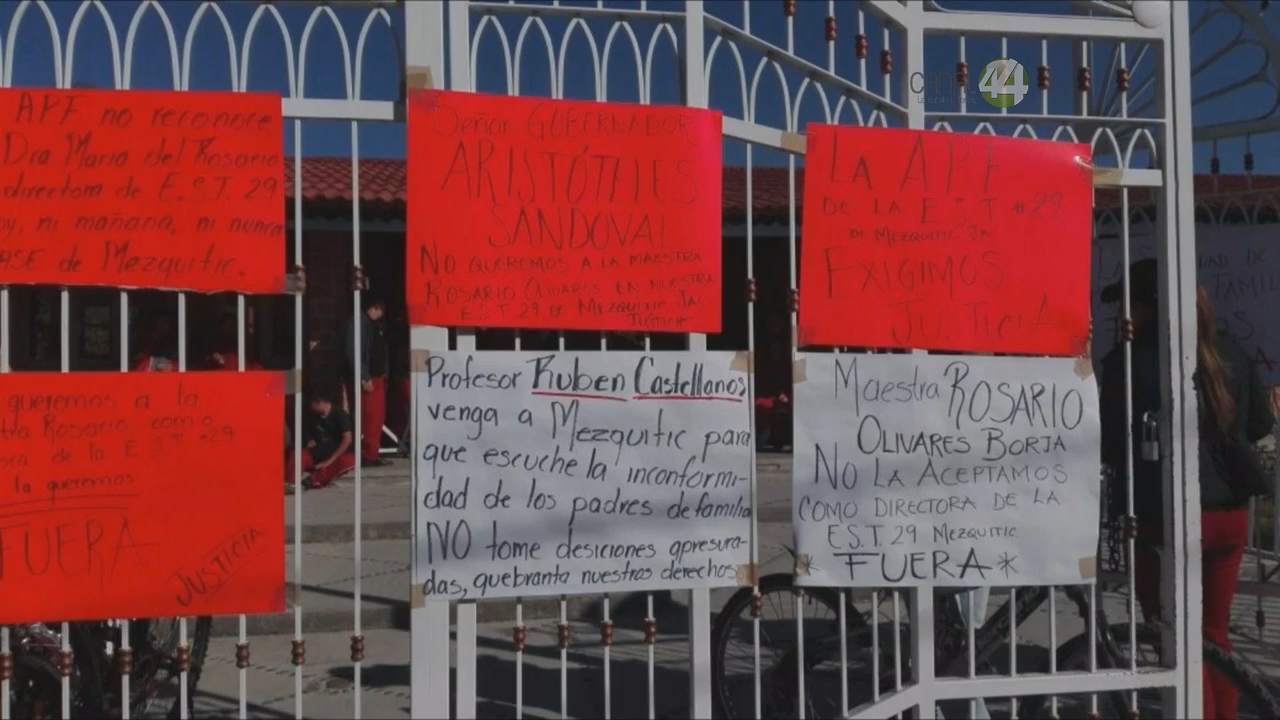 APF no reconoce
Dra María del Rosario
directora de E.S.T. 29
oy, ni mañana, ni nunca
ASE de Mezquitic.
Señor GOBERNADOR
ARISTÓTELES
SANDOVAL
NO QUEREMOS A LA MAESTRA
ROSARIO OLIVARES EN NUESTRA
E.S.T. 29 DE MEZQUITIC JAL
JUSTICIA
LA APF
DE LA E.S.T #29
DE MEZQUITIC JAL
EXIGIMOS
JUSTICIA
queremos a la
tra Rosario como
ora de la E S T #29
la queremos
FUERA
JUSTICIA
Profesor Ruben Castellanos
venga a Mezquitic para
que escuche la inconformi-
dad de los padres de familia
NO tome desiciones apresura-
das, quebranta nuestros derechos.
Maestra ROSARIO
OLIVARES BORJA
NO LA ACEPTAMOS
COMO DIRECTORA DE LA
E.S.T. 29 MEZQUITIC
* FUERA *
44